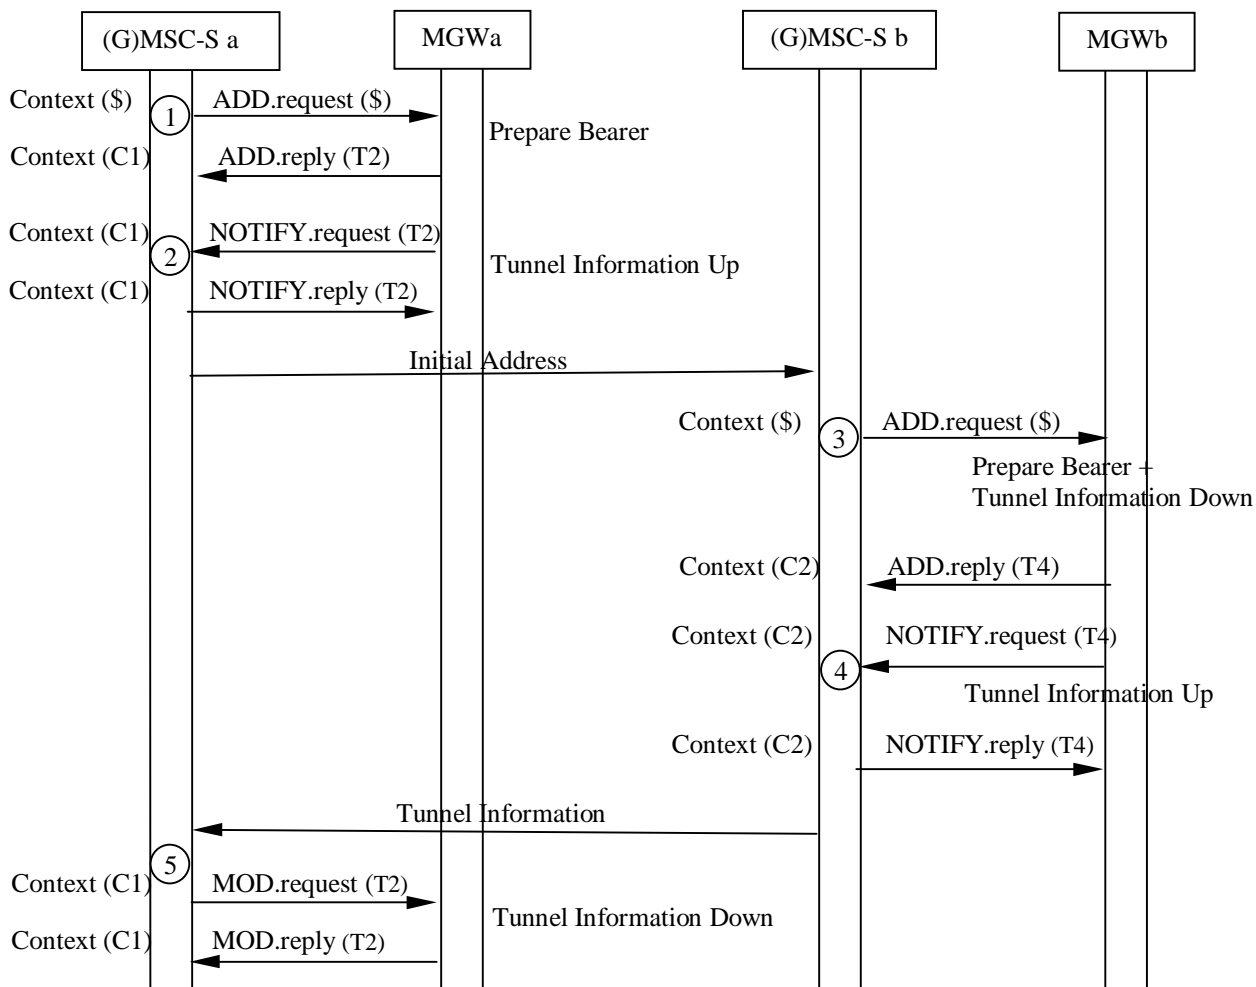 (G)MSC-S a
MGWa
(G)MSC-S b
MGWb
Context ($)
1
ADD.request ($)
Prepare Bearer
Context (C1)
ADD.reply (T2)
Context (C1)
2
NOTIFY.request (T2)
Tunnel Information Up
Context (C1)
NOTIFY.reply (T2)
Initial Address
Context ($)
3
ADD.request ($)
Prepare Bearer +
Tunnel Information Down
Context (C2)
ADD.reply (T4)
Context (C2)
NOTIFY.request (T4)
4
Tunnel Information Up
Context (C2)
NOTIFY.reply (T4)
Tunnel Information
5
Context (C1)
MOD.request (T2)
Tunnel Information Down
Context (C1)
MOD.reply (T2)